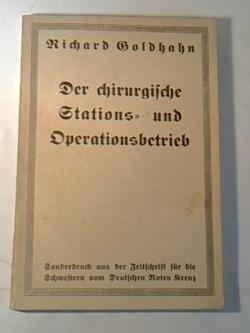 Richard Goldhahn
Der chirurgische
Stations- und
Operationsbetrieb
Sonderdruck aus der Zeitschrift für die
Schwestern vom Deutschen Roten Kreuz